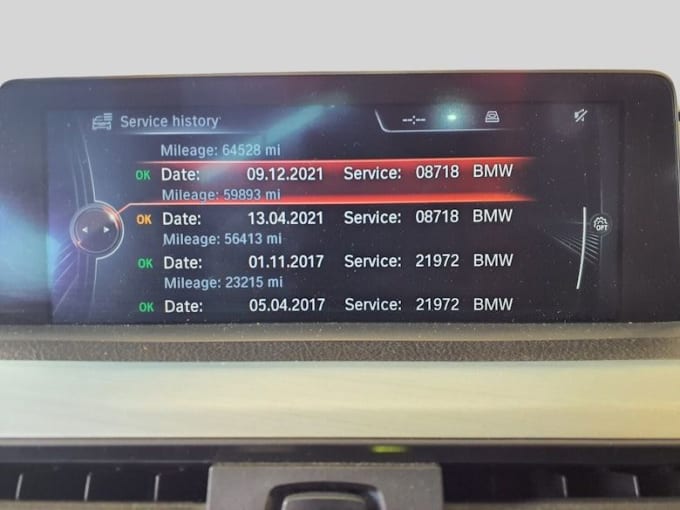 Service history
--:--
Mileage: 64528 mi
OK Date: 09.12.2021 Service: 08718 BMW
Mileage: 59893 mi
OK Date: 13.04.2021 Service: 08718 BMW
Mileage: 56413 mi
OK Date: 01.11.2017 Service: 21972 BMW
Mileage: 23215 mi
OK Date: 05.04.2017 Service: 21972 BMW
OPT